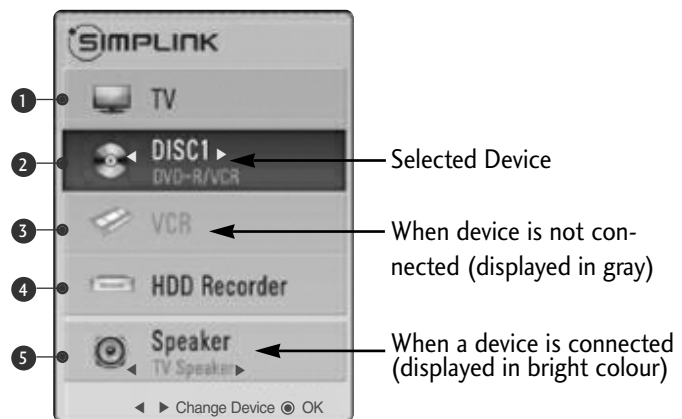 SIMPLINK
1 TV
2 DISC1
DVD-R/VCR
Selected Device
3 VCR
When device is not con-
nected (displayed in gray)
4 HDD Recorder
5 Speaker
TV Speaker
When a device is connected
(displayed in bright colour)
◄ ► Change Device ◉ OK